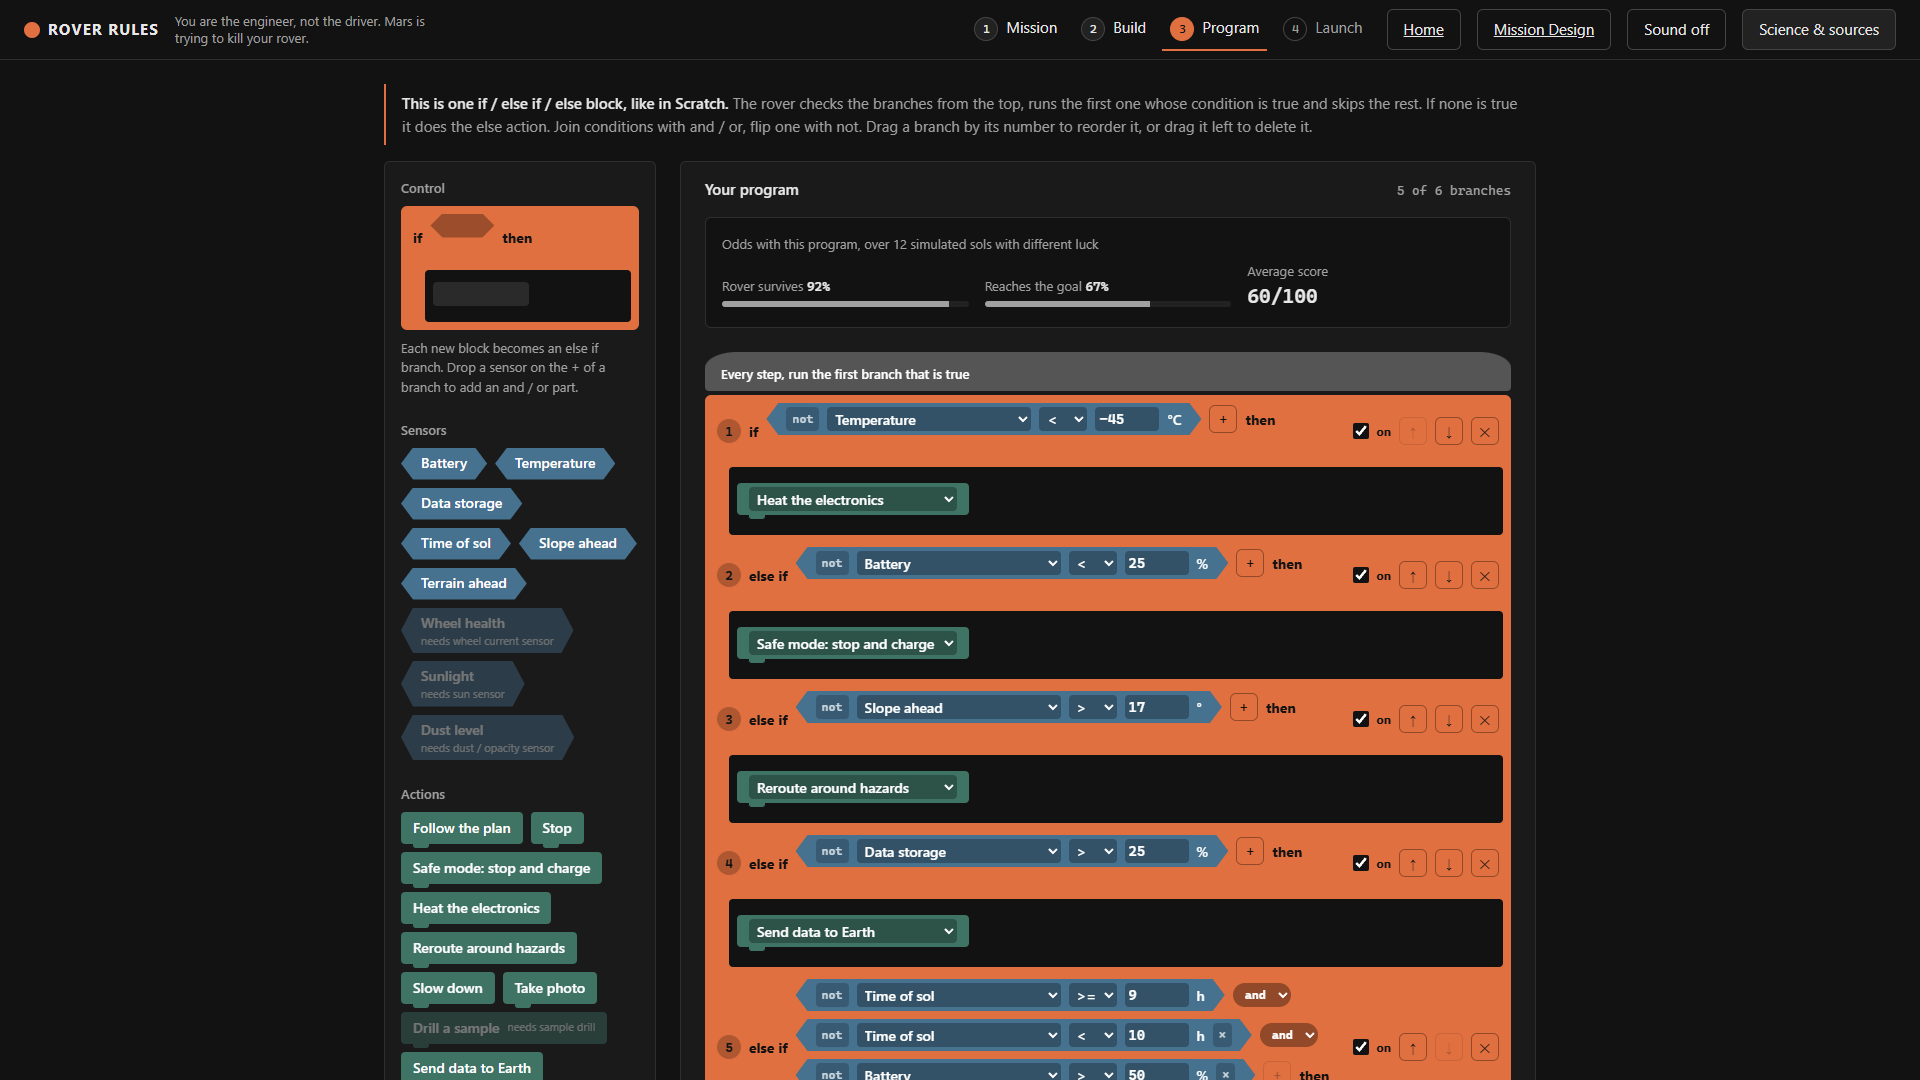 ROVER RULES
You are the engineer, not the driver. Mars is
trying to kill your rover.
1 Mission
2 Build
3 Program
4 Launch
Home
Mission Design
Sound off
Science & sources
This is one if / else if / else block, like in Scratch. The rover checks the branches from the top, runs the first one whose condition is true and skips the rest. If none is true
it does the else action. Join conditions with and / or, flip one with not. Drag a branch by its number to reorder it, or drag it left to delete it.
Control
if then
Each new block becomes an else if
branch. Drop a sensor on the + of a
branch to add an and / or part.
Sensors
Battery Temperature
Data storage
Time of sol Slope ahead
Terrain ahead
Wheel health
needs wheel current sensor
Sunlight
needs sun sensor
Dust level
needs dust / opacity sensor
Actions
Follow the plan Stop
Safe mode: stop and charge
Heat the electronics
Reroute around hazards
Slow down Take photo
Drill a sample needs sample drill
Send data to Earth
Your program 5 of 6 branches
Odds with this program, over 12 simulated sols with different luck
Rover survives 92%
Reaches the goal 67%
Average score
60/100
Every step, run the first branch that is true
1 if not Temperature < −45 °C + then on ↑ ↓ ×
Heat the electronics
2 else if not Battery < 25 % + then on ↑ ↓ ×
Safe mode: stop and charge
3 else if not Slope ahead > 17 ° + then on ↑ ↓ ×
Reroute around hazards
4 else if not Data storage > 25 % + then on ↑ ↓ ×
Send data to Earth
not Time of sol >= 9 h and
not Time of sol < 10 h × and
5 else if on ↑ ↓ ×
not Battery > 50 % × + then